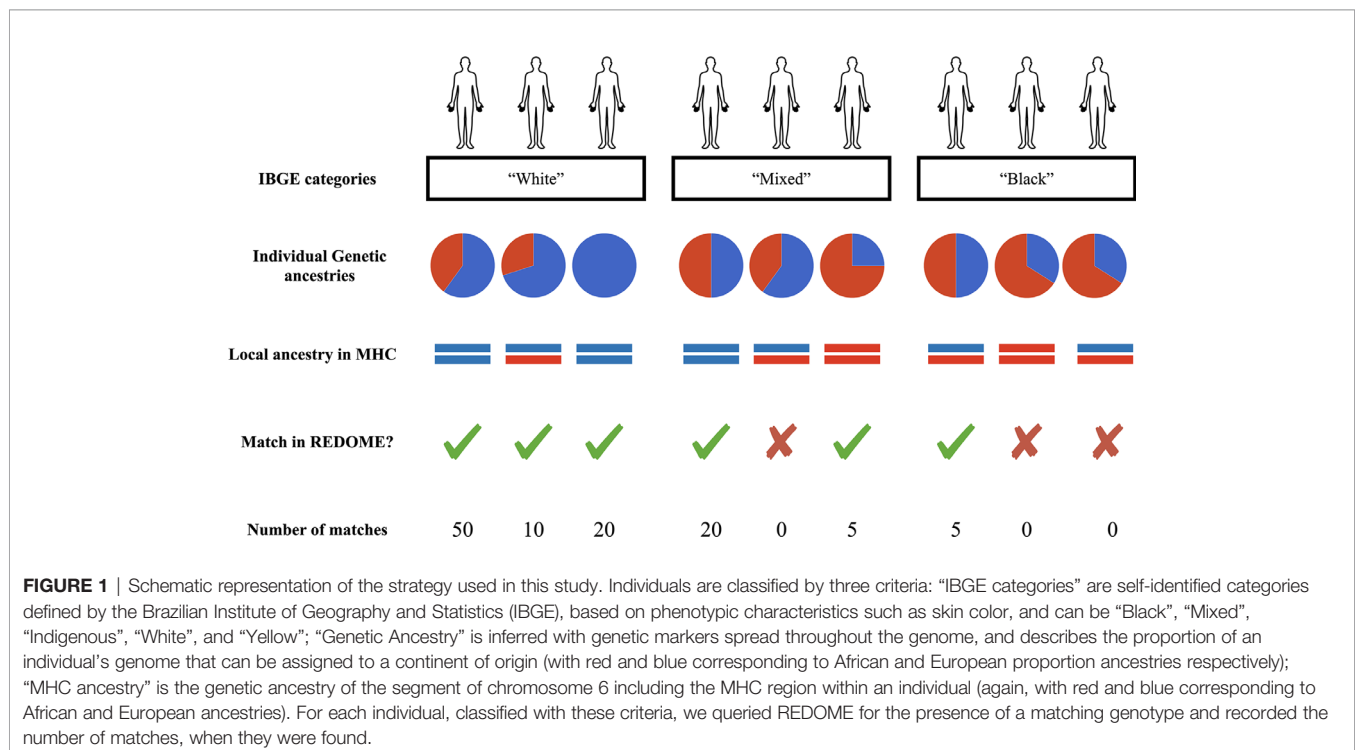 IBGE categories
“White”
“Mixed”
“Black”
Individual Genetic
ancestries
Local ancestry in MHC
Match in REDOME?
Number of matches 50 10 20 20 0 5 5 0 0
FIGURE 1 | Schematic representation of the strategy used in this study. Individuals are classified by three criteria: “IBGE categories” are self-identified categories
defined by the Brazilian Institute of Geography and Statistics (IBGE), based on phenotypic characteristics such as skin color, and can be “Black”, “Mixed”,
“Indigenous”, “White”, and “Yellow”; “Genetic Ancestry” is inferred with genetic markers spread throughout the genome, and describes the proportion of an
individual’s genome that can be assigned to a continent of origin (with red and blue corresponding to African and European proportion ancestries respectively);
“MHC ancestry” is the genetic ancestry of the segment of chromosome 6 including the MHC region within an individual (again, with red and blue corresponding to
African and European ancestries). For each individual, classified with these criteria, we queried REDOME for the presence of a matching genotype and recorded the
number of matches, when they were found.